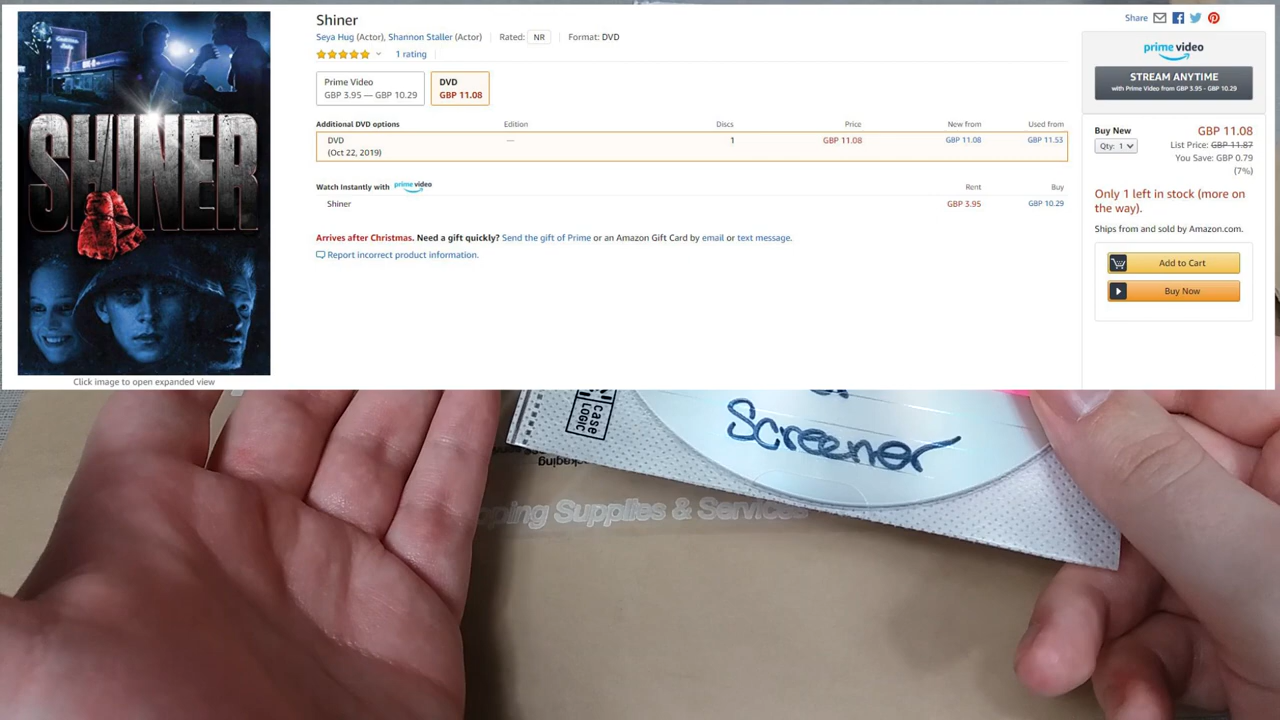 Shiner
Seya Hug (Actor), Shannon Staller (Actor) Rated: NR Format: DVD
1 rating
Prime Video
GBP 3.95 — GBP 10.29
DVD
GBP 11.08
Additional DVD options Edition Discs Price New from Used from
DVD — 1 GBP 11.08 GBP 11.08 GBP 11.53
(Oct 22, 2019)
Watch Instantly with prime video Rent Buy
Shiner GBP 3.95 GBP 10.29
Arrives after Christmas. Need a gift quickly? Send the gift of Prime or an Amazon Gift Card by email or text message.
Report incorrect product information.
SHINER
Click image to open expanded view
Share
prime video
STREAM ANYTIME
with Prime Video from GBP 3.95 - GBP 10.29
Buy New GBP 11.08
Qty: 1 List Price: GBP 11.87
You Save: GBP 0.79
(7%)
Only 1 left in stock (more on
the way).
Ships from and sold by Amazon.com.
Add to Cart
Buy Now
case
LOGIC
Screener
packaging
pping Supplies & Services